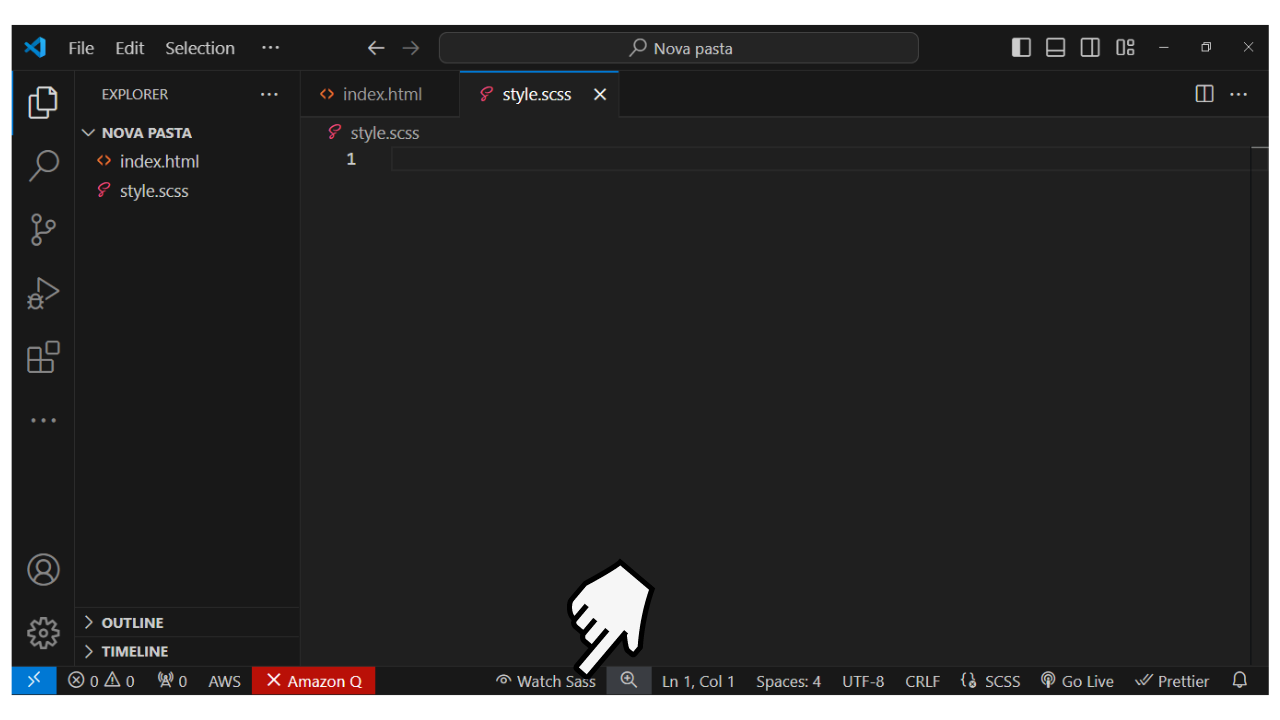 File Edit Selection ··· Nova pasta
EXPLORER ···
index.html style.scss
NOVA PASTA
index.html
style.scss
style.scss
1
OUTLINE
TIMELINE
0 0 0 AWS Amazon Q Watch Sass Ln 1, Col 1 Spaces: 4 UTF-8 CRLF SCSS Go Live Prettier